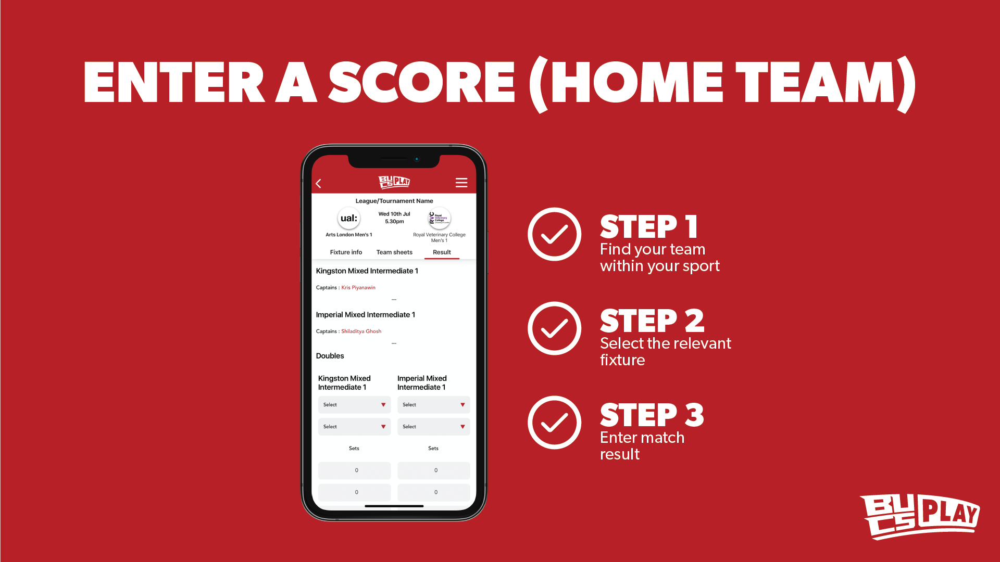 ENTER A SCORE (HOME TEAM)
BUCS PLAY
League/Tournament Name
ual:
Wed 10th Jul
5.30pm
RVC
Royal
Veterinary
College
University of London
Arts London Men's 1
Royal Veterinary College
Men's 1
Fixture info Team sheets Result
Kingston Mixed Intermediate 1
Captains : Kris Piyanawin
---
Imperial Mixed Intermediate 1
Captains : Shiladitya Ghosh
---
Doubles
Kingston Mixed
Intermediate 1
Imperial Mixed
Intermediate 1
Select Select
Select Select
Sets Sets
0 0
0 0
STEP 1
Find your team
within your sport
STEP 2
Select the relevant
fixture
STEP 3
Enter match
result
BUCS PLAY